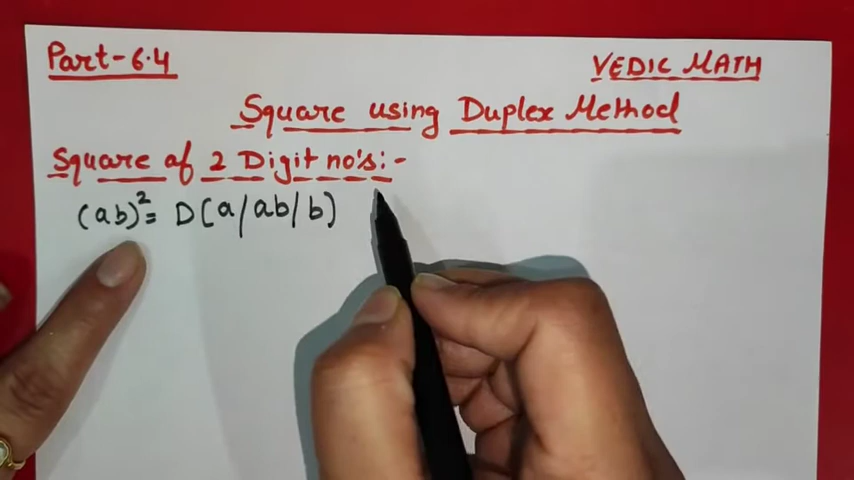 Part-6.4 VEDIC MATH
Square using Duplex Method
Square of 2 Digit no's:-
(ab)²= D(a/ab/b)